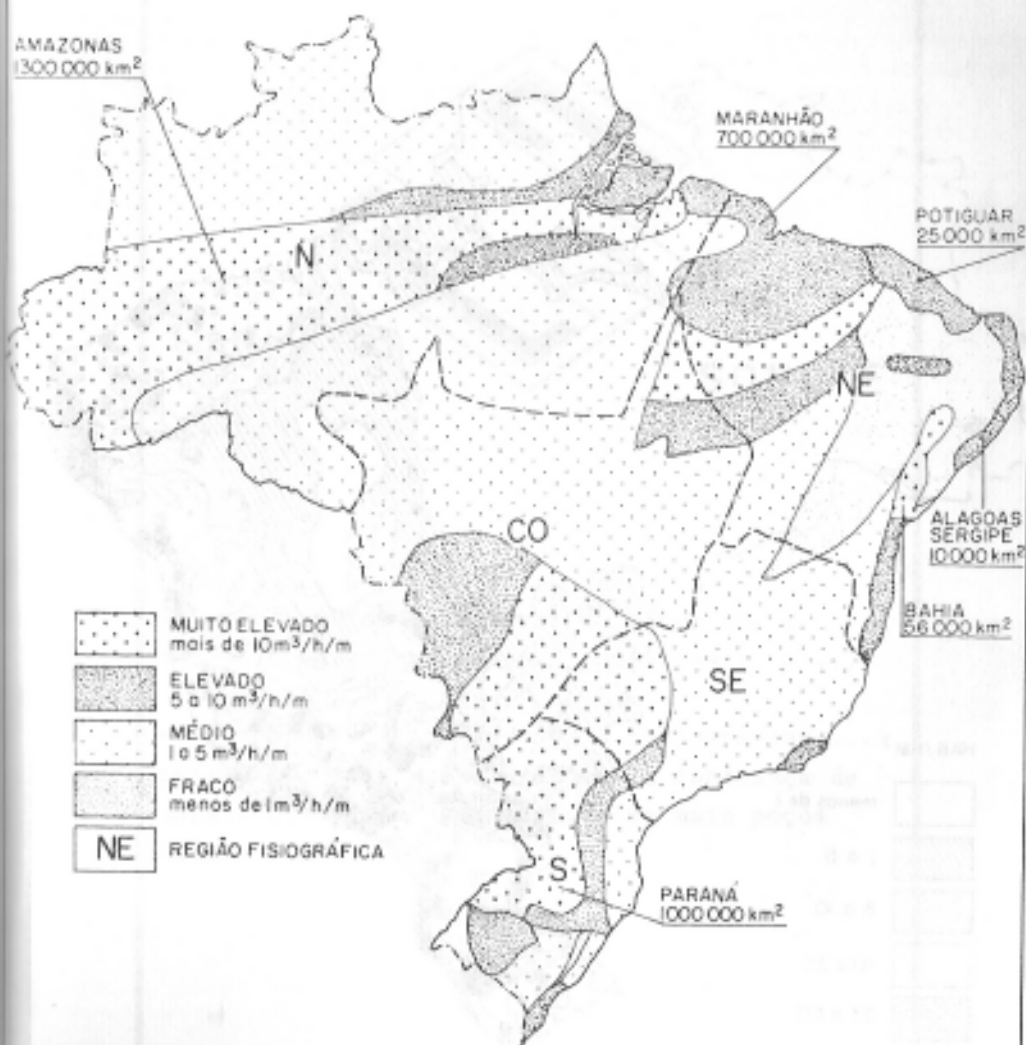 AMAZONAS
1300 000 km²
MARANHÃO
700 000 km²
POTIGUAR
25 000 km²
N
NE
ALAGOAS
SERGIPE
10 000 km²
CO
BAHIA
56 000 km²
MUITO ELEVADO
mais de 10 m³/h/m
ELEVADO
5 a 10 m³/h/m
SE
MÉDIO
1 a 5 m³/h/m
FRACO
menos de 1 m³/h/m
NE REGIÃO FISIOGRÁFICA
S
PARANÁ
1000 000 km²